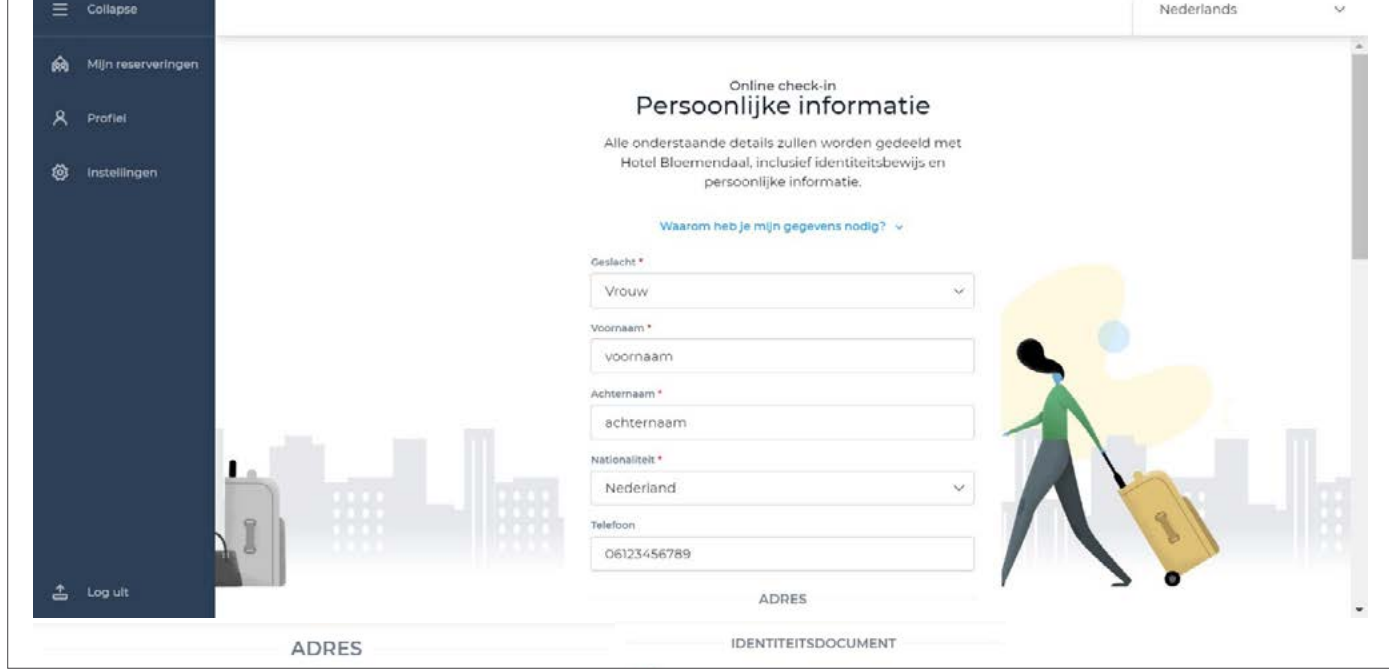 Collapse
Nederlands
Mijn reserveringen
Profiel
Instellingen
Online check-in
Persoonlijke informatie
Alle onderstaande details zullen worden gedeeld met
Hotel Bloemendaal, inclusief identiteitsbewijs en
persoonlijke informatie.
Waarom heb je mijn gegevens nodig?
Geslacht *
Vrouw
Voornaam *
voornaam
Achternaam *
achternaam
Nationaliteit *
Nederland
Telefoon
06123456789
Log uit
ADRES
ADRES
IDENTITEITSDOCUMENT